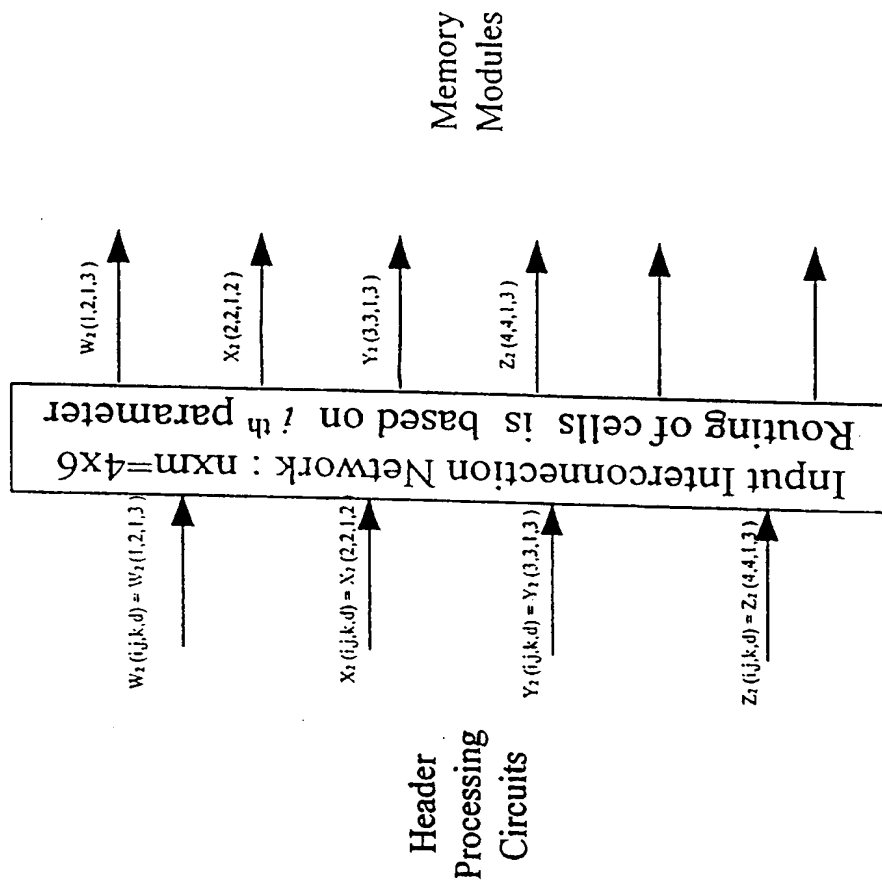 Header
Processing
Circuits
W₂ (i,j,k,d) = W₂ (1,2,1,3)
X₂ (i,j,k,d) = X₂ (2,2,1,2)
Y₂ (i,j,k,d) = Y₂ (3,3,1,3)
Z₂ (i,j,k,d) = Z₂ (4,4,1,3)
Input Interconnection Network : nxm=4x6
Routing of cells is based on i th parameter
W₂ (1,2,1,3)
X₂ (2,2,1,2)
Y₂ (3,3,1,3)
Z₂ (4,4,1,3)
Memory
Modules